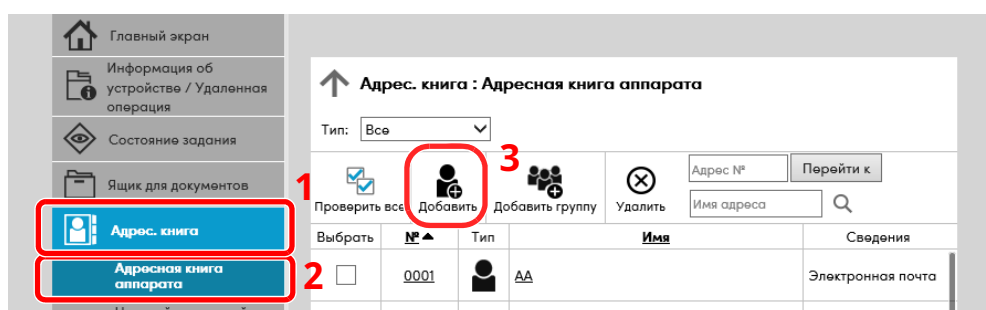 Главный экран
Информация об
устройстве / Удаленная
операция
Состояние задания
Ящик для документов
1
Адрес. книга
2
Адресная книга
аппарата
Адрес. книга : Адресная книга аппарата
Тип: Все
3
Проверить все Добавить Добавить группу Удалить
Адрес № Перейти к
Имя адреса
Выбрать № Тип Имя Сведения
0001 AA Электронная почта